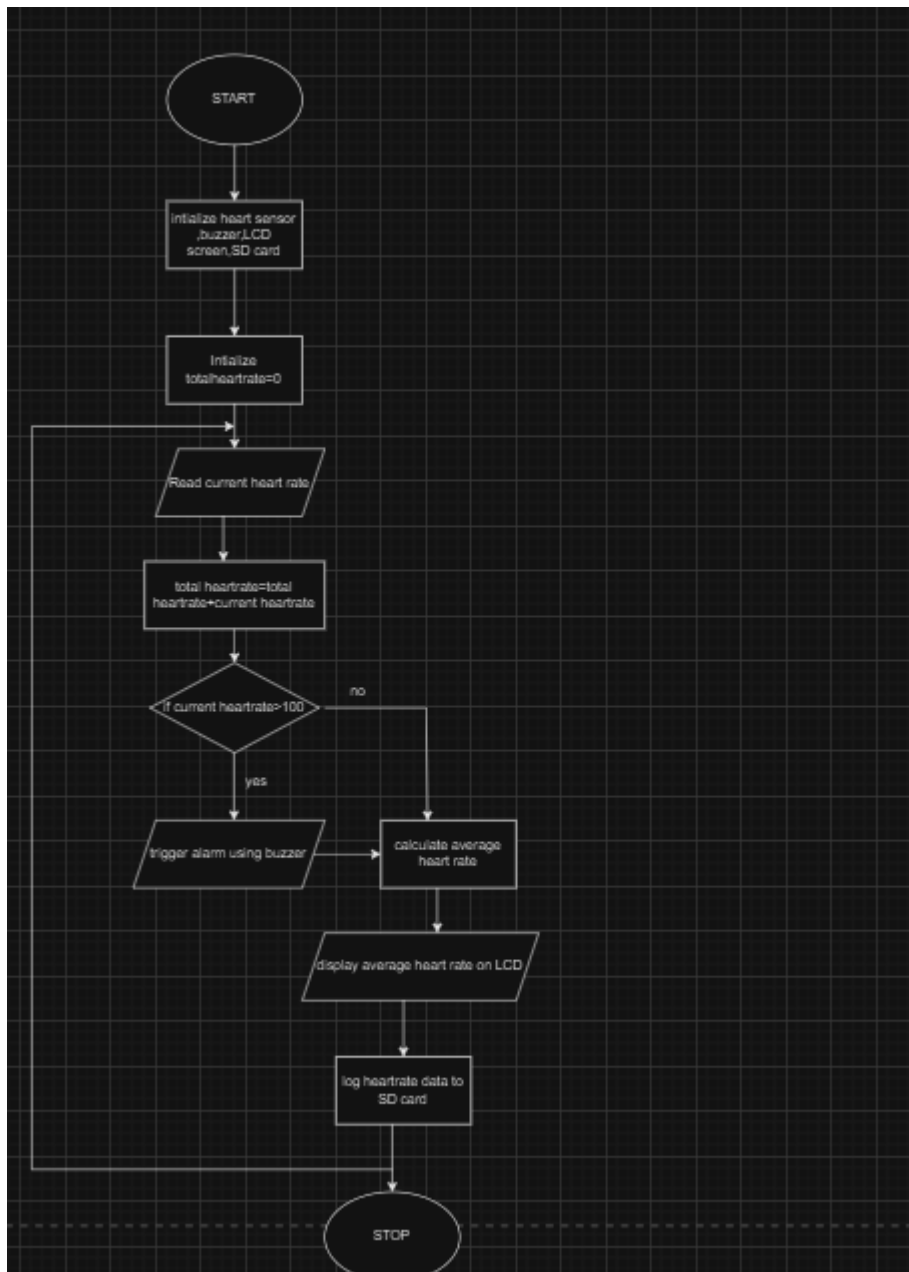 START
intialize heart sensor
,buzzer,LCD
screen,SD card
Intialize
totalheartrate=0
Read current heart rate
total heartrate=total
heartrate+current heartrate
if current heartrate>100
no
yes
trigger alarm using buzzer
calculate average
heart rate
display average heart rate on LCD
log heartrate data to
SD card
STOP